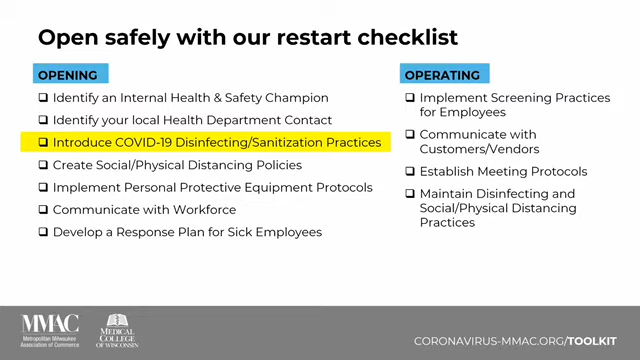 Open safely with our restart checklist
OPENING
Identify an Internal Health & Safety Champion
Identify your local Health Department Contact
Introduce COVID-19 Disinfecting/Sanitization Practices
Create Social/Physical Distancing Policies
Implement Personal Protective Equipment Protocols
Communicate with Workforce
Develop a Response Plan for Sick Employees
OPERATING
Implement Screening Practices
for Employees
Communicate with
Customers/Vendors
Establish Meeting Protocols
Maintain Disinfecting and
Social/Physical Distancing
Practices
MMAC
Metropolitan Milwaukee
Association of Commerce
MEDICAL
COLLEGE
OF WISCONSIN
CORONAVIRUS-MMAC.ORG/TOOLKIT